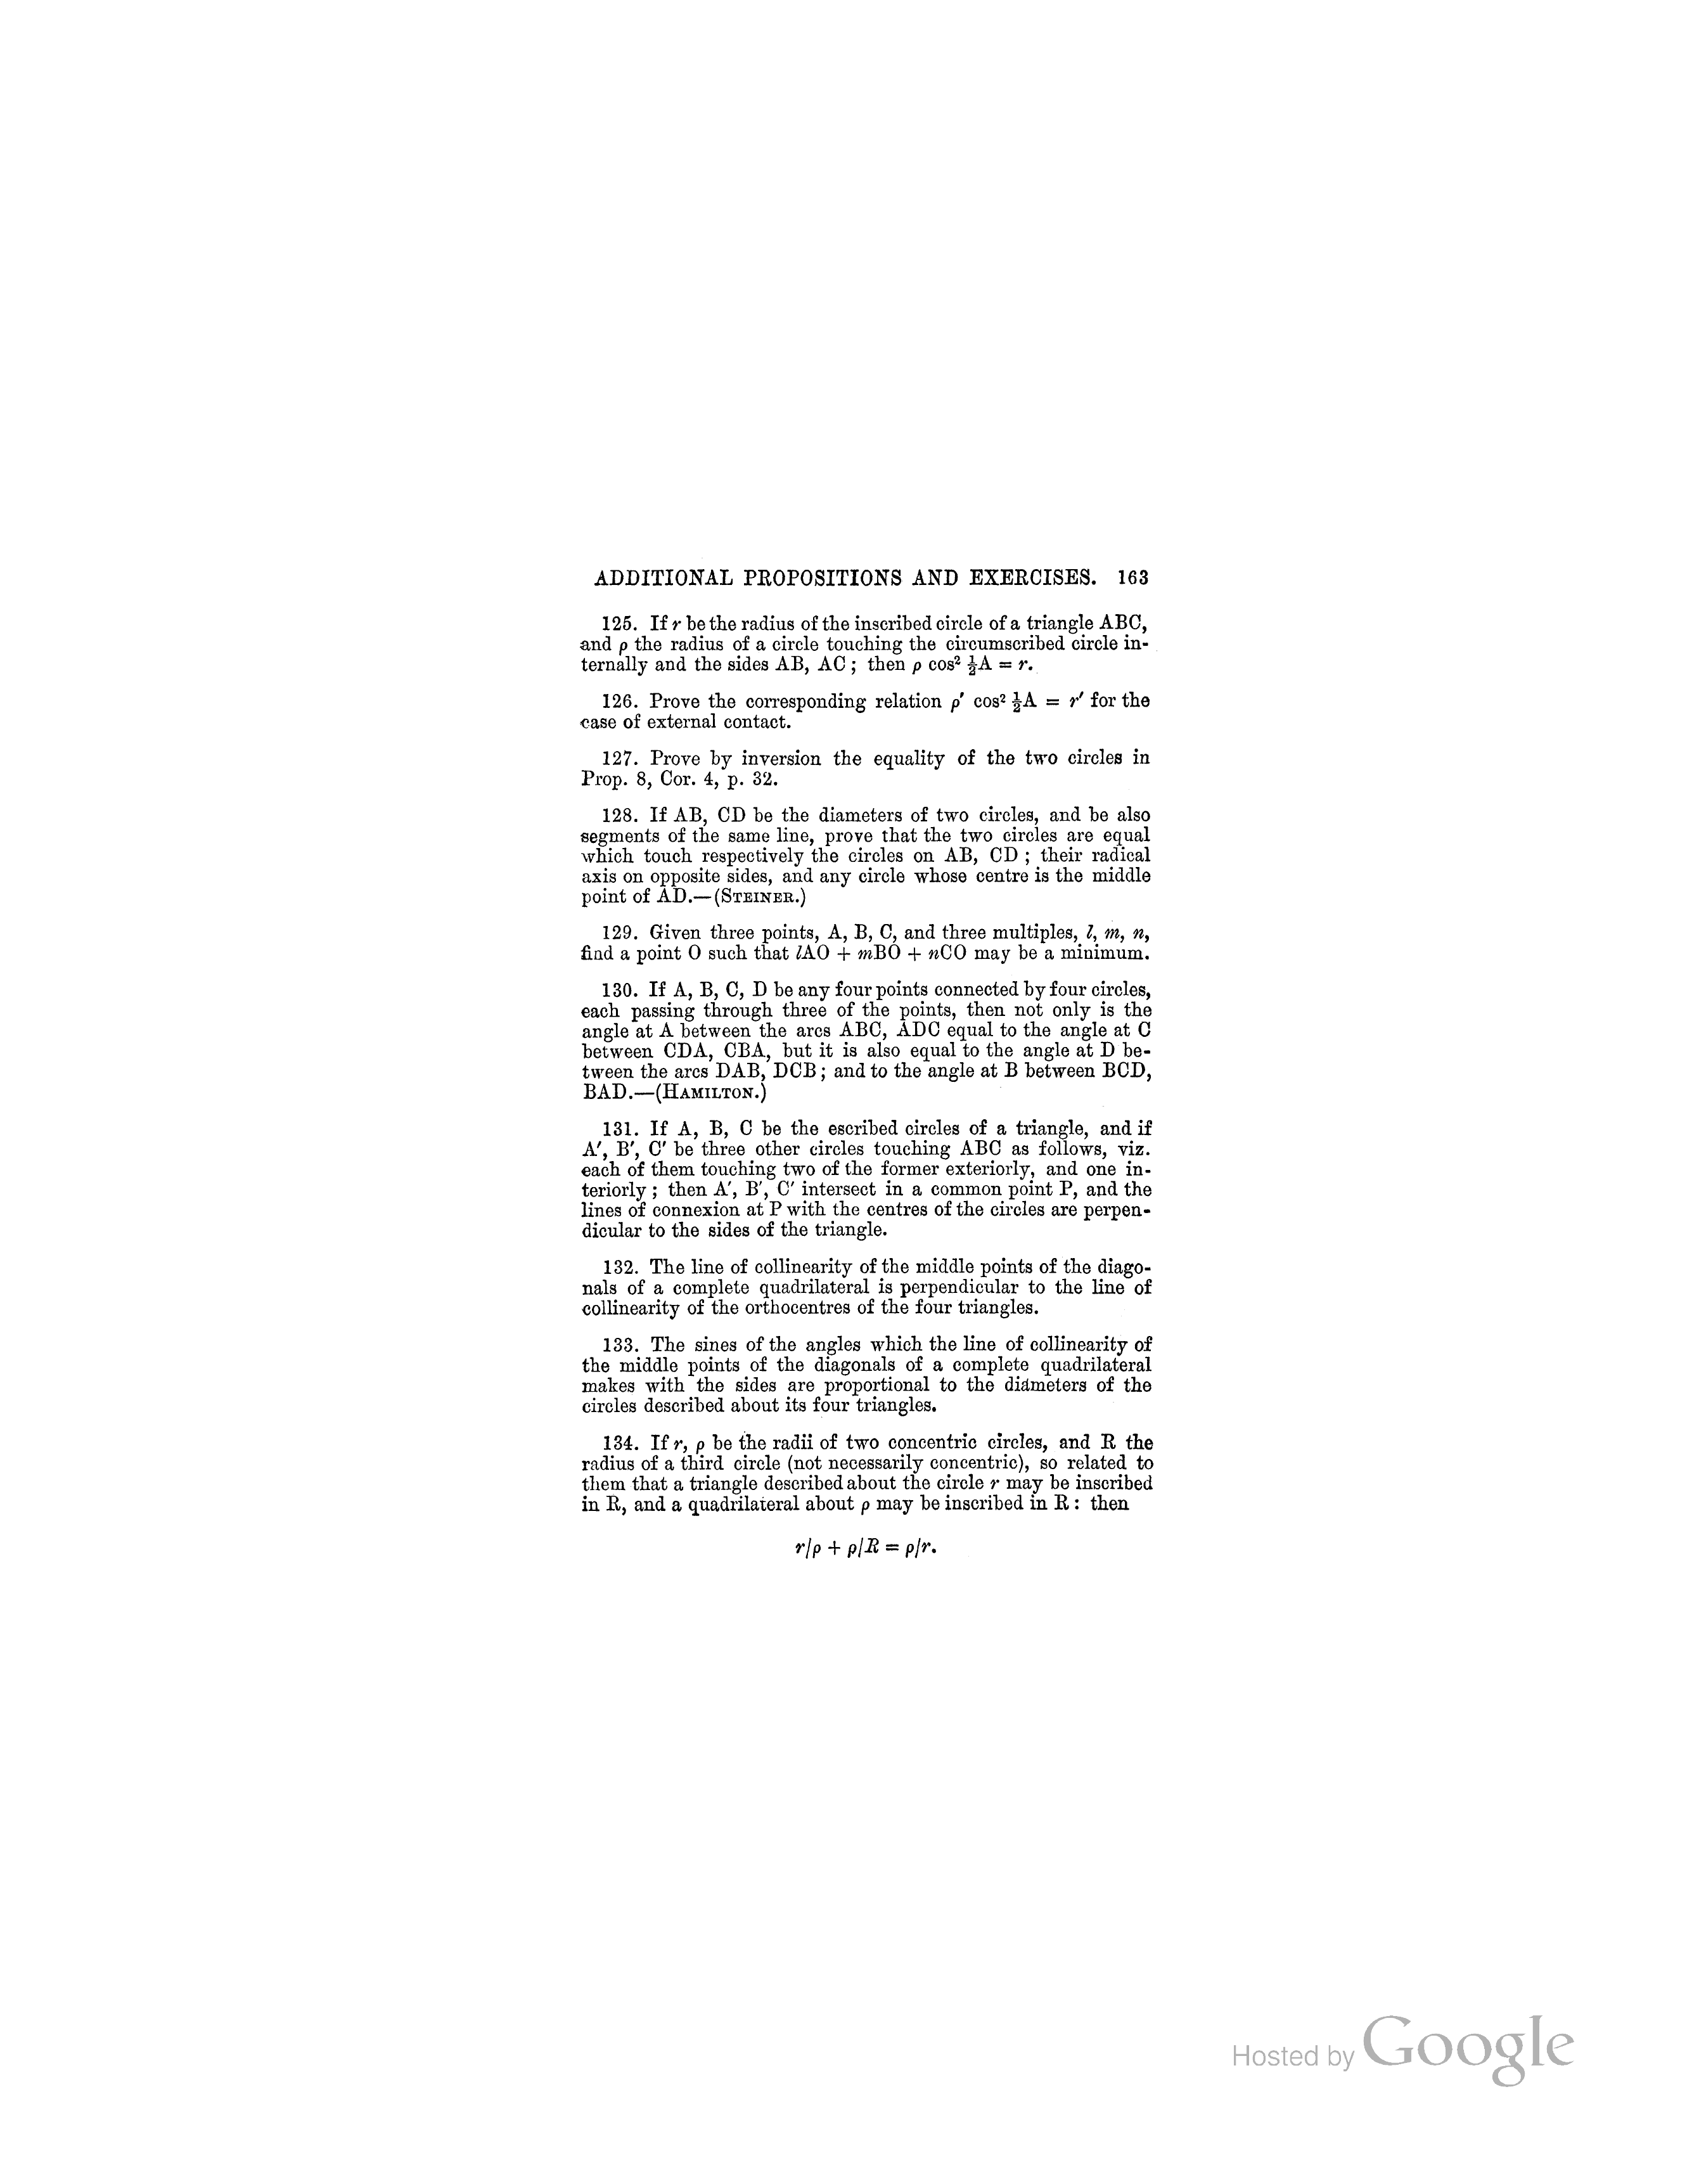 ADDITIONAL PROPOSITIONS AND EXERCISES. 163
125. If r be the radius of the inscribed circle of a triangle ABC,
and ρ the radius of a circle touching the circumscribed circle in-
ternally and the sides AB, AC ; then ρ cos² ½A = r.
126. Prove the corresponding relation ρ′ cos² ½A = r′ for the
case of external contact.
127. Prove by inversion the equality of the two circles in
Prop. 8, Cor. 4, p. 32.
128. If AB, CD be the diameters of two circles, and be also
segments of the same line, prove that the two circles are equal
which touch respectively the circles on AB, CD ; their radical
axis on opposite sides, and any circle whose centre is the middle
point of AD.—(STEINER.)
129. Given three points, A, B, C, and three multiples, l, m, n,
find a point O such that lAO + mBO + nCO may be a minimum.
130. If A, B, C, D be any four points connected by four circles,
each passing through three of the points, then not only is the
angle at A between the arcs ABC, ADC equal to the angle at C
between CDA, CBA, but it is also equal to the angle at D be-
tween the arcs DAB, DCB ; and to the angle at B between BCD,
BAD.—(HAMILTON.)
131. If A, B, C be the escribed circles of a triangle, and if
A′, B′, C′ be three other circles touching ABC as follows, viz.
each of them touching two of the former exteriorly, and one in-
teriorly ; then A′, B′, C′ intersect in a common point P, and the
lines of connexion at P with the centres of the circles are perpen-
dicular to the sides of the triangle.
132. The line of collinearity of the middle points of the diago-
nals of a complete quadrilateral is perpendicular to the line of
collinearity of the orthocentres of the four triangles.
133. The sines of the angles which the line of collinearity of
the middle points of the diagonals of a complete quadrilateral
makes with the sides are proportional to the diameters of the
circles described about its four triangles.
134. If r, ρ be the radii of two concentric circles, and R the
radius of a third circle (not necessarily concentric), so related to
them that a triangle described about the circle r may be inscribed
in R, and a quadrilateral about ρ may be inscribed in R : then
r/ρ + ρ/R = ρ/r.
Hosted by Google